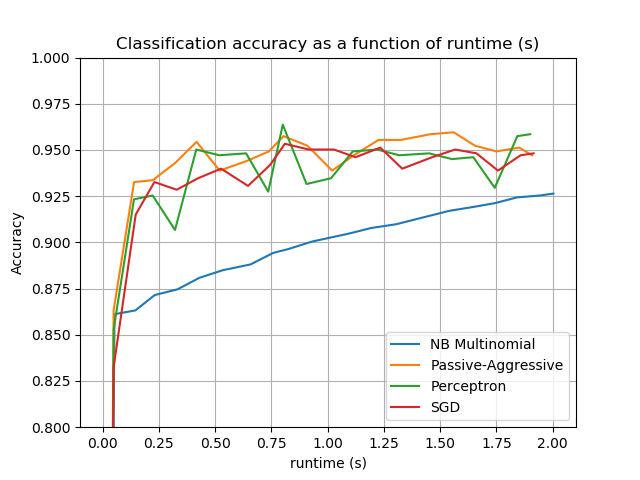 Classification accuracy as a function of runtime (s)
1.000
0.975
0.950
0.925
0.900
0.875
0.850
0.825
0.800
Accuracy
NB Multinomial
Passive-Aggressive
Perceptron
SGD
0.00 0.25 0.50 0.75 1.00 1.25 1.50 1.75 2.00
runtime (s)